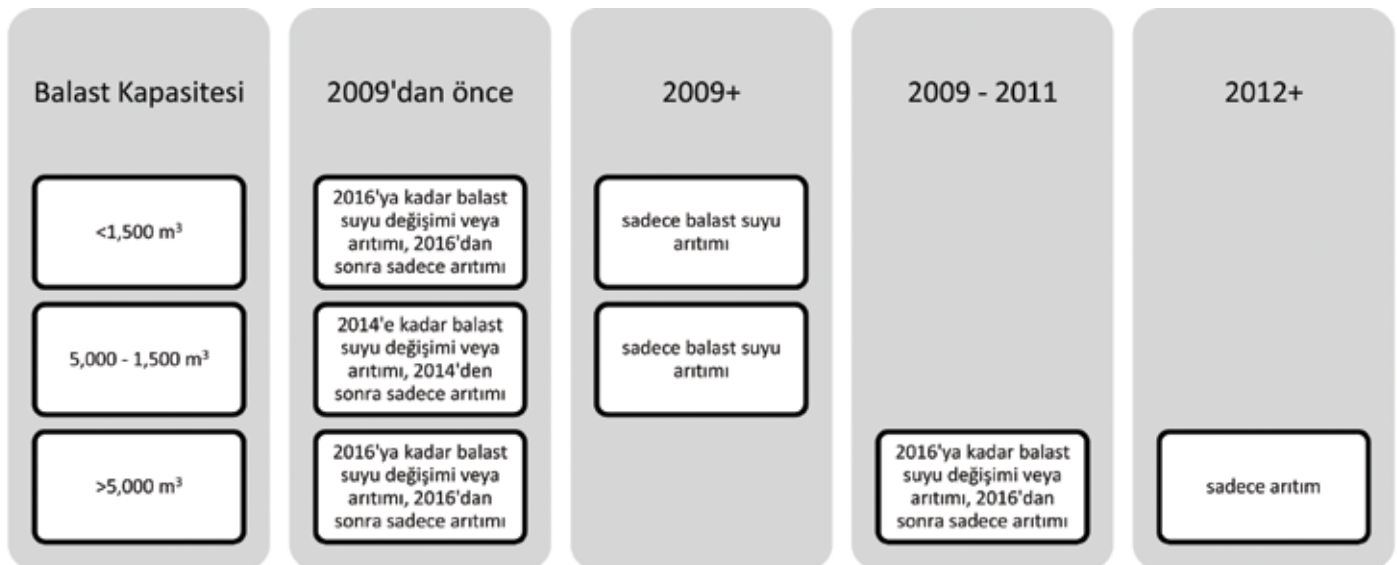 Balast Kapasitesi
2009'dan önce
2009+
2009 - 2011
2012+
<1,500 m³
2016'ya kadar balast
suyu değişimi veya
arıtımı, 2016'dan
sonra sadece arıtımı
sadece balast suyu
arıtımı
5,000 - 1,500 m³
2014'e kadar balast
suyu değişimi veya
arıtımı, 2014'den
sonra sadece arıtımı
sadece balast suyu
arıtımı
>5,000 m³
2016'ya kadar balast
suyu değişimi veya
arıtımı, 2016'dan
sonra sadece arıtımı
2016'ya kadar balast
suyu değişimi veya
arıtımı, 2016'dan
sonra sadece arıtımı
sadece arıtım